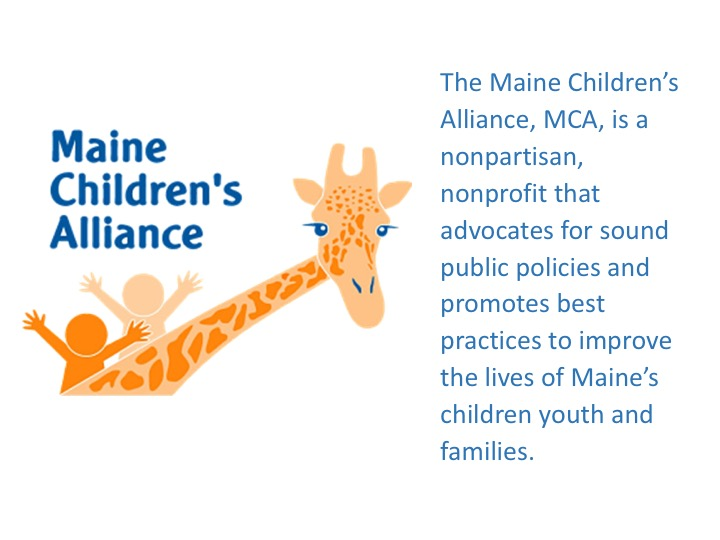 Maine
Children's
Alliance
The Maine Children’s
Alliance, MCA, is a
nonpartisan,
nonprofit that
advocates for sound
public policies and
promotes best
practices to improve
the lives of Maine’s
children youth and
families.